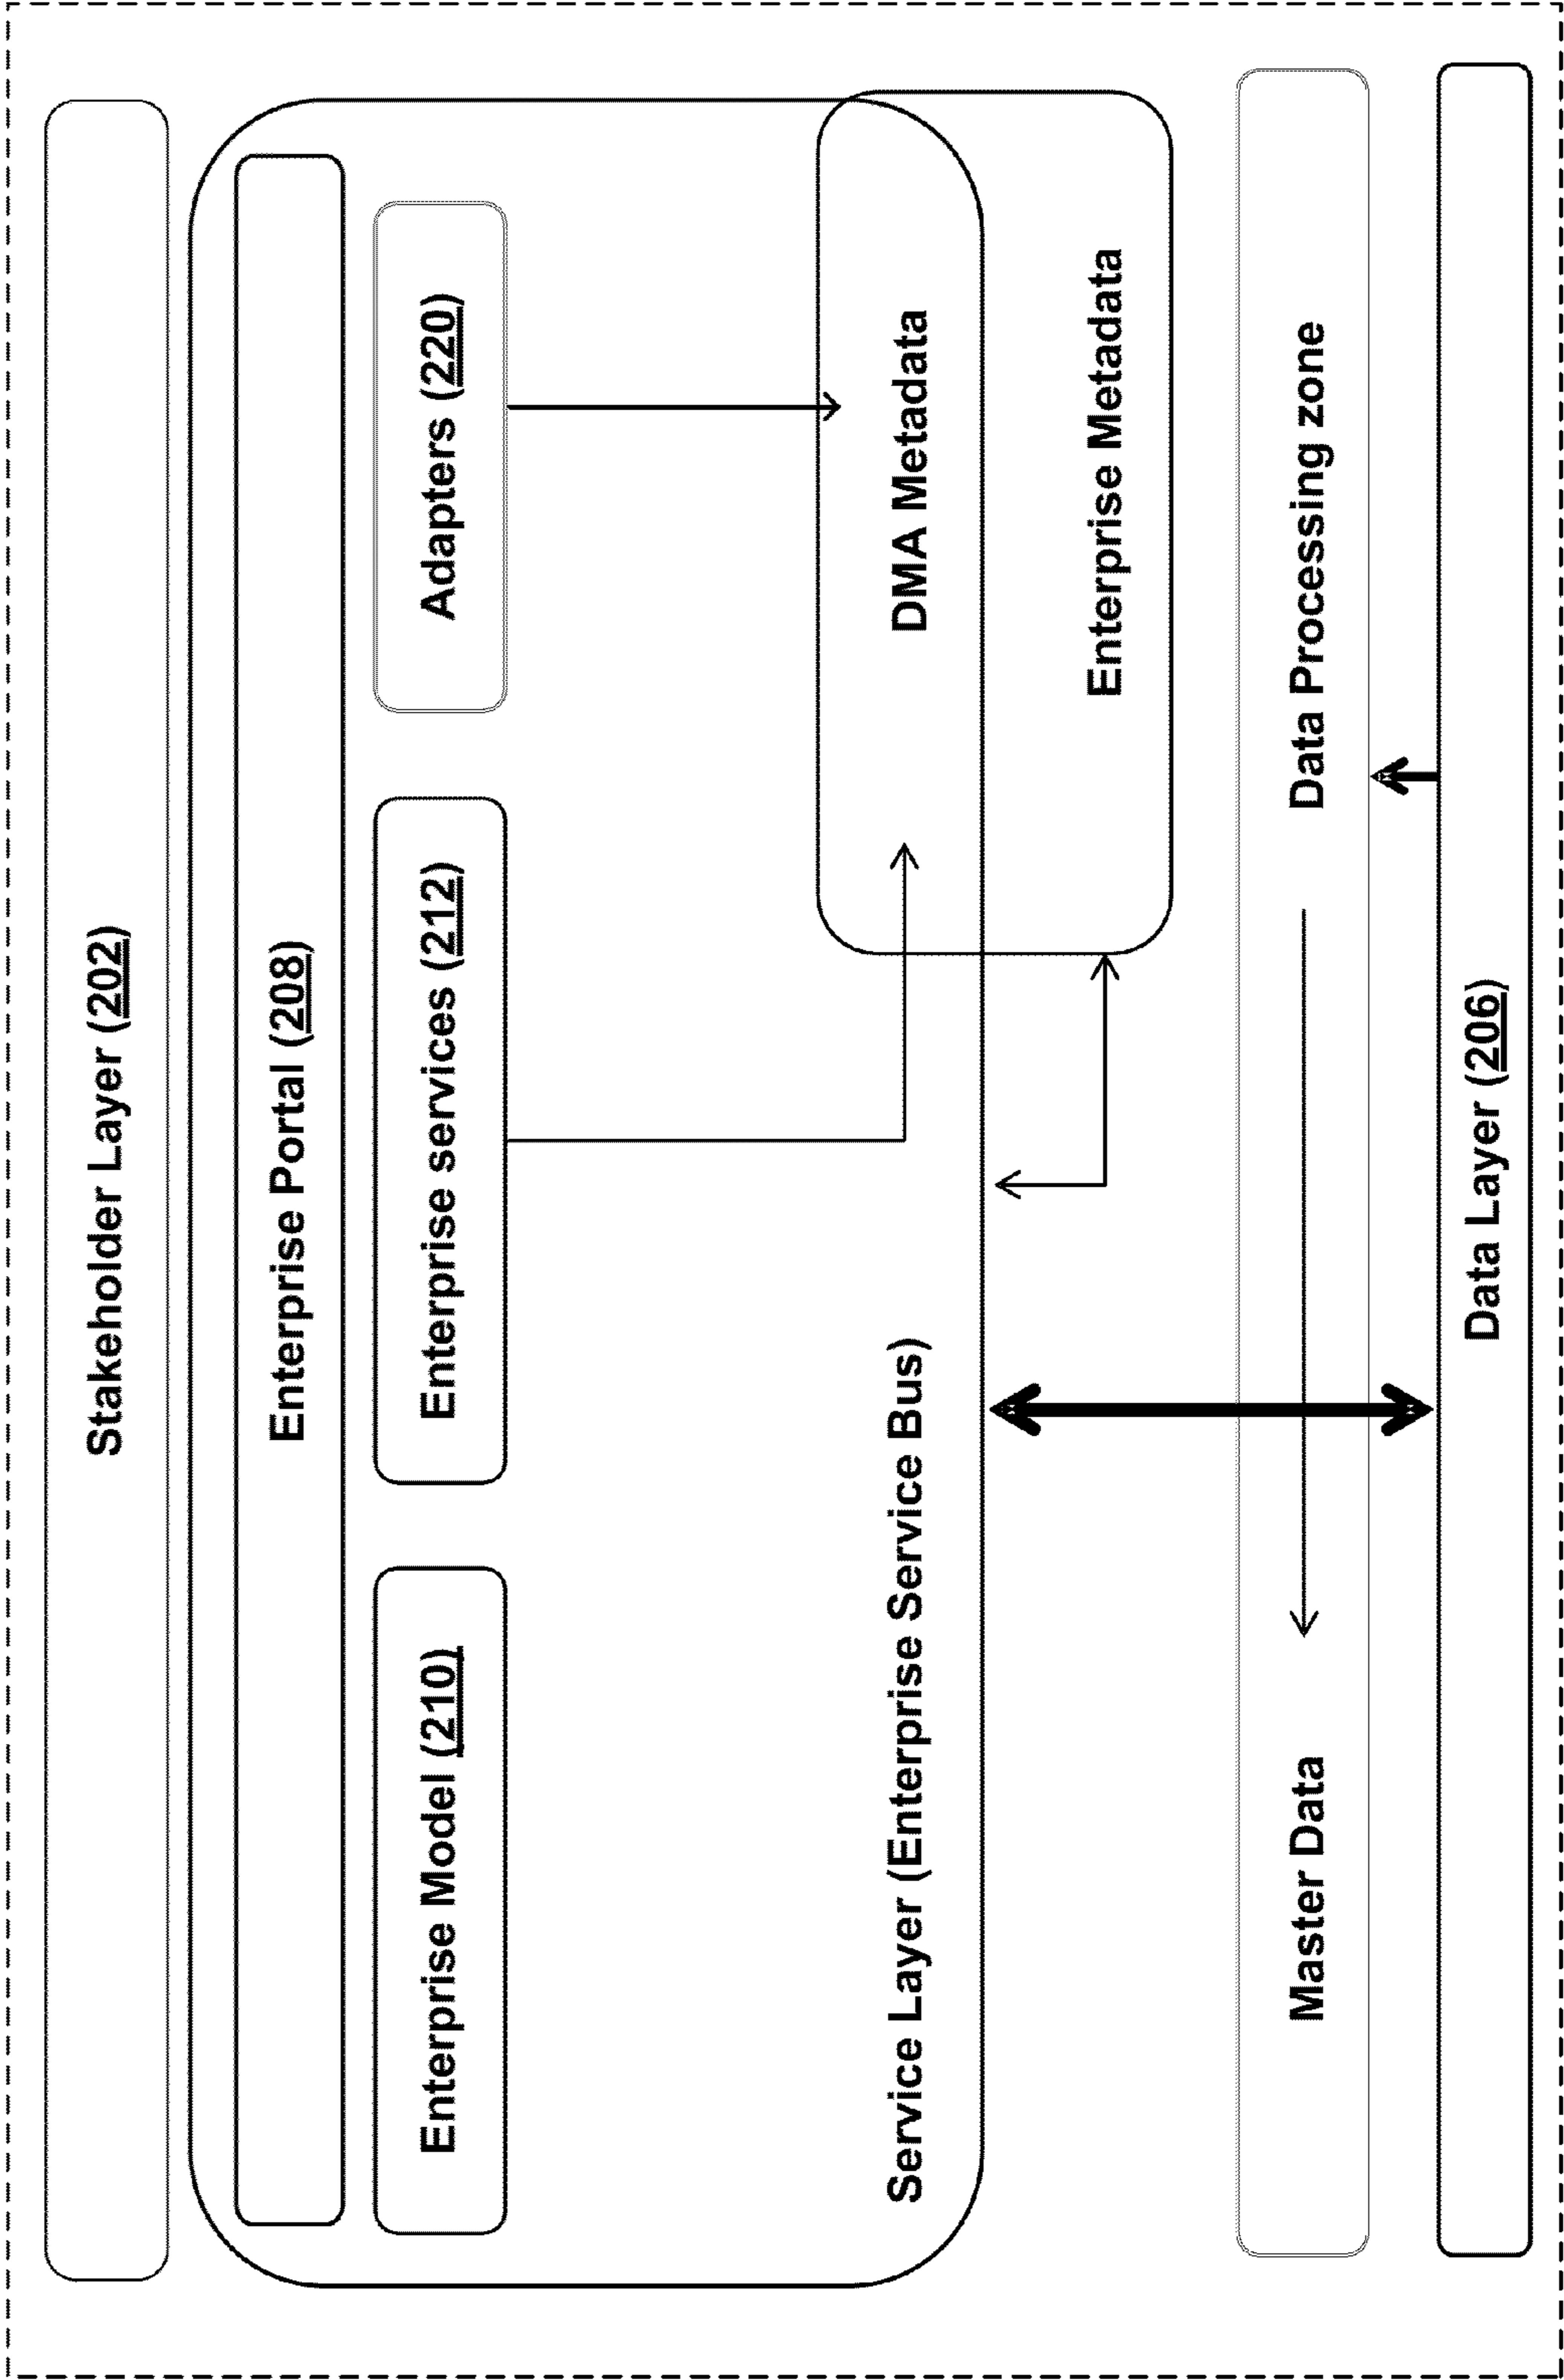 Stakeholder Layer (202)
Enterprise Portal (208)
Enterprise Model (210)
Enterprise services (212)
Adapters (220)
Service Layer (Enterprise Service Bus)
DMA Metadata
Enterprise Metadata
Master Data
Data Processing zone
Data Layer (206)